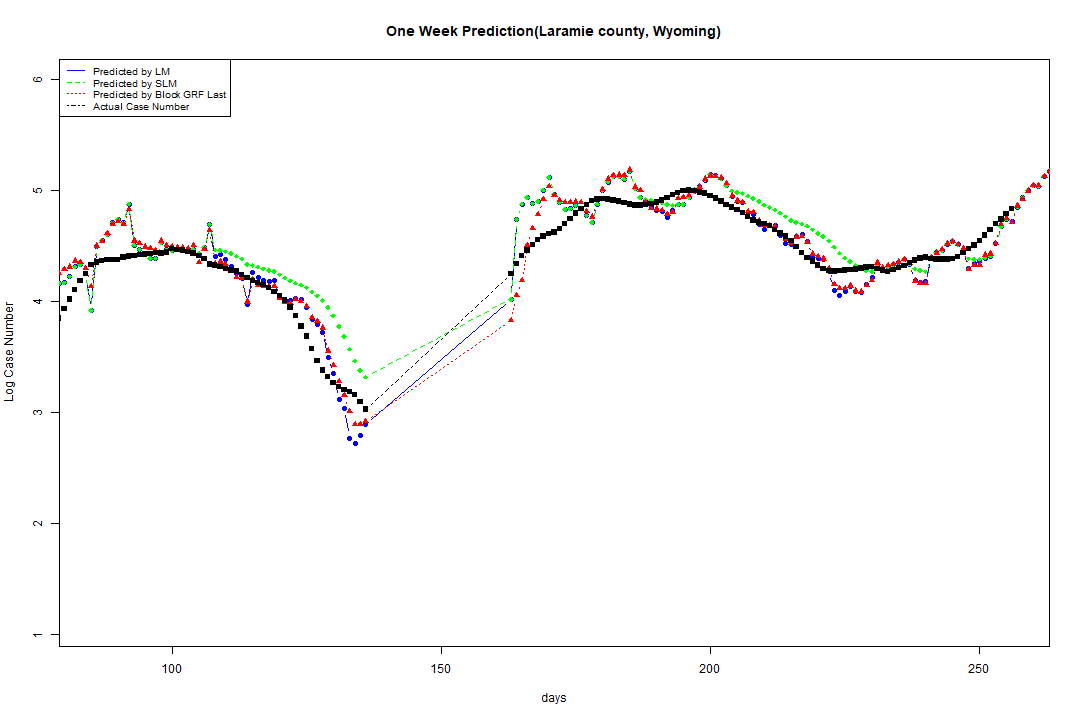 One Week Prediction(Laramie county, Wyoming)
Predicted by LM
Predicted by SLM
Predicted by Block GRF Last
Actual Case Number
6
5
4
3
2
1
Log Case Number
100 150 200 250
days